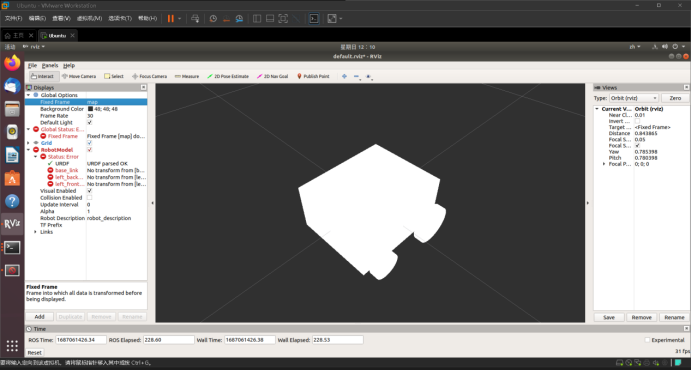 Ubuntu - VMware Workstation
文件(F) 编辑(E) 查看(V) 虚拟机(M) 选项卡(T) 帮助(H)
主页 Ubuntu
活动 rviz 星期日 12：10 zh
default.rviz* - RViz
File Panels Help
Interact Move Camera Select Focus Camera Measure 2D Pose Estimate 2D Nav Goal Publish Point
Displays
Global Options
Fixed Frame map
Background Color 48; 48; 48
Frame Rate 30
Default Light
Global Status: E...
Fixed Frame Fixed Frame [map] do...
Grid
RobotModel
Status: Error
URDF URDF parsed OK
base_link No transform from [b...
left_back... No transform from [le...
left_front... No transform from [le...
Visual Enabled
Collision Enabled
Update Interval 0
Alpha 1
Robot Description robot_description
TF Prefix
Links
Fixed Frame
Frame into which all data is transformed before
being displayed.
Add Duplicate Remove Rename
Views
Type: Orbit (rviz) Zero
Current V... Orbit (rviz)
Near Cl... 0.01
Invert ...
Target ... <Fixed Frame>
Distance 0.843865
Focal S... 0.05
Focal S...
Yaw 0.785398
Pitch 0.785398
Focal P... 0; 0; 0
Save Remove Rename
Time
ROS Time: 1687061426.34 ROS Elapsed: 228.60 Wall Time: 1687061426.38 Wall Elapsed: 228.53 Experimental
Reset 31 fps
要将输入定向到该虚拟机，请将鼠标指针移入其中或按 Ctrl+G。